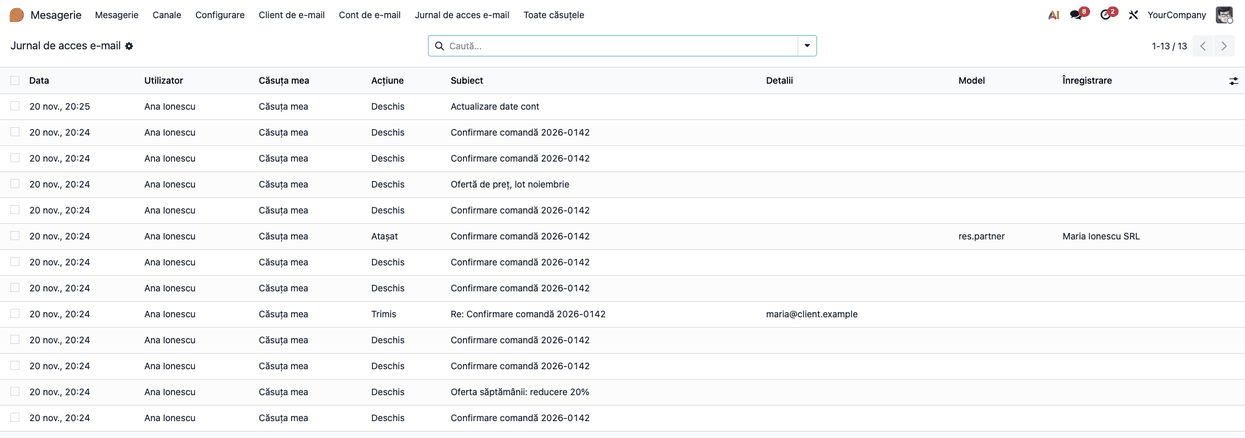 Mesagerie Mesagerie Canale Configurare Client de e-mail Cont de e-mail Jurnal de acces e-mail Toate căsuțele AI 8 2 YourCompany
Jurnal de acces e-mail Caută... 1-13 / 13
Data Utilizator Căsuța mea Acțiune Subiect Detalii Model Înregistrare
20 nov., 20:25 Ana Ionescu Căsuța mea Deschis Actualizare date cont
20 nov., 20:24 Ana Ionescu Căsuța mea Deschis Confirmare comandă 2026-0142
20 nov., 20:24 Ana Ionescu Căsuța mea Deschis Confirmare comandă 2026-0142
20 nov., 20:24 Ana Ionescu Căsuța mea Deschis Ofertă de preț, lot noiembrie
20 nov., 20:24 Ana Ionescu Căsuța mea Deschis Confirmare comandă 2026-0142
20 nov., 20:24 Ana Ionescu Căsuța mea Atașat Confirmare comandă 2026-0142 res.partner Maria Ionescu SRL
20 nov., 20:24 Ana Ionescu Căsuța mea Deschis Confirmare comandă 2026-0142
20 nov., 20:24 Ana Ionescu Căsuța mea Deschis Confirmare comandă 2026-0142
20 nov., 20:24 Ana Ionescu Căsuța mea Trimis Re: Confirmare comandă 2026-0142 maria@client.example
20 nov., 20:24 Ana Ionescu Căsuța mea Deschis Confirmare comandă 2026-0142
20 nov., 20:24 Ana Ionescu Căsuța mea Deschis Confirmare comandă 2026-0142
20 nov., 20:24 Ana Ionescu Căsuța mea Deschis Oferta săptămânii: reducere 20%
20 nov., 20:24 Ana Ionescu Căsuța mea Deschis Confirmare comandă 2026-0142